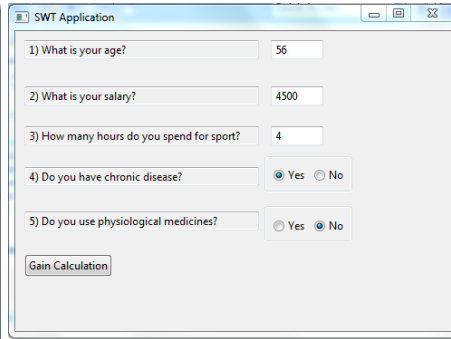 SWT Application
1) What is your age? 56
2) What is your salary? 4500
3) How many hours do you spend for sport? 4
4) Do you have chronic disease? Yes No
5) Do you use physiological medicines? Yes No
Gain Calculation